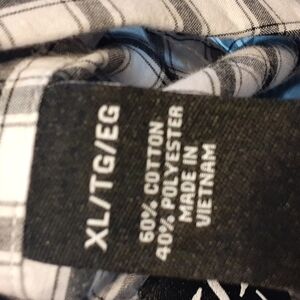 XL/TG/EG
60% COTTON
40% POLYESTER
MADE IN
VIETNAM